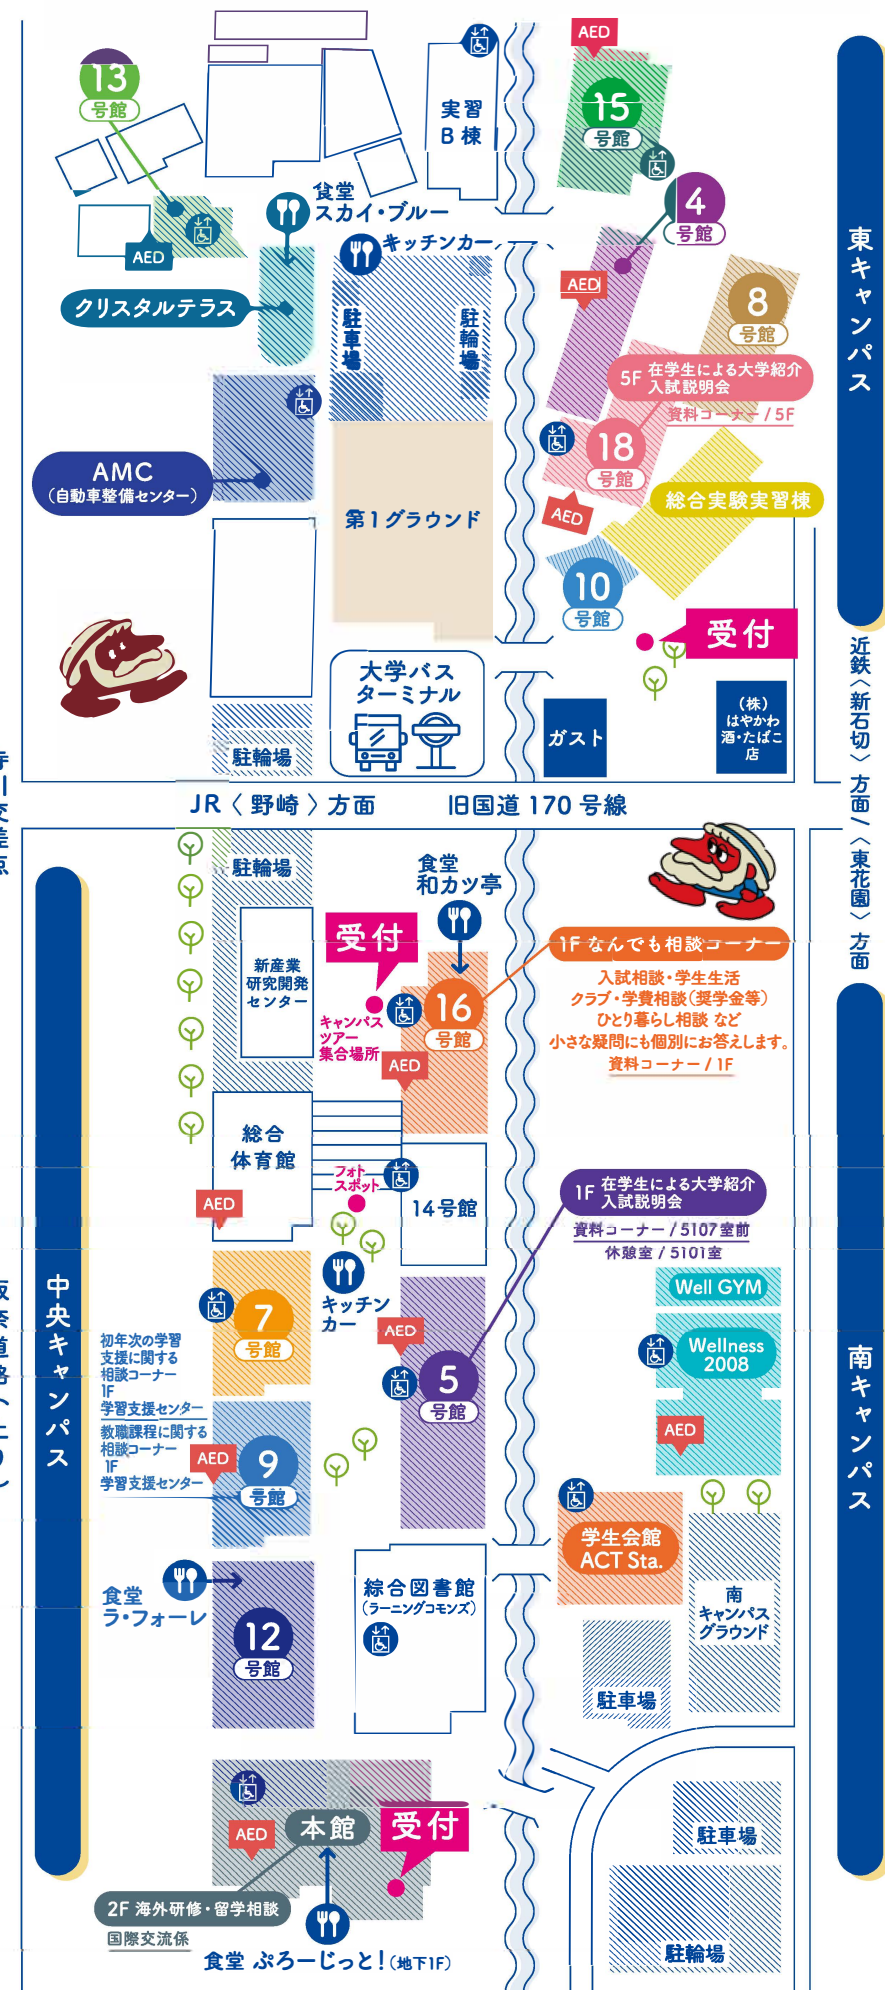 13
号館
実習
B棟
AED
15
号館
4
号館
食堂
スカイ・ブルー
キッチンカー
AED
クリスタルテラス
駐車場
駐輪場
AED
8
号館
5F 在学生による大学紹介
入試説明会
資料コーナー / 5F
18
号館
AMC
(自動車整備センター)
AED
総合実験実習棟
第1グラウンド
10
号館
受付
東キャンパス
大学バス
ターミナル
ガスト
(株)
はやかわ
酒・たばこ
店
駐輪場
JR〈野崎〉方面
旧国道170号線
近鉄〈新石切〉方面/〈東花園〉方面
駐輪場
食堂
和カツ亭
受付
新産業
研究開発
センター
16
号館
キャンパス
ツアー
集合場所
AED
1F なんでも相談コーナー
入試相談・学生生活
クラブ・学費相談(奨学金等)
ひとり暮らし相談 など
小さな疑問にも個別にお答えします。
資料コーナー / 1F
総合
体育館
フォト
スポット
AED
14号館
1F 在学生による大学紹介
入試説明会
資料コーナー / 5107室前
休憩室 / 5101室
中央キャンパス
7
号館
キッチン
カー
AED
5
号館
Well GYM
Wellness
2008
AED
南キャンパス
初年次の学習
支援に関する
相談コーナー
1F
学習支援センター
教職課程に関する
相談コーナー
1F
学習支援センター
AED
9
号館
学生会館
ACT Sta.
食堂
ラ・フォーレ
12
号館
綜合図書館
(ラーニングコモンズ)
南
キャンパス
グラウンド
駐車場
AED
本館
受付
駐車場
2F 海外研修・留学相談
国際交流係
食堂 ぷろーじっと!(地下1F)
駐輪場